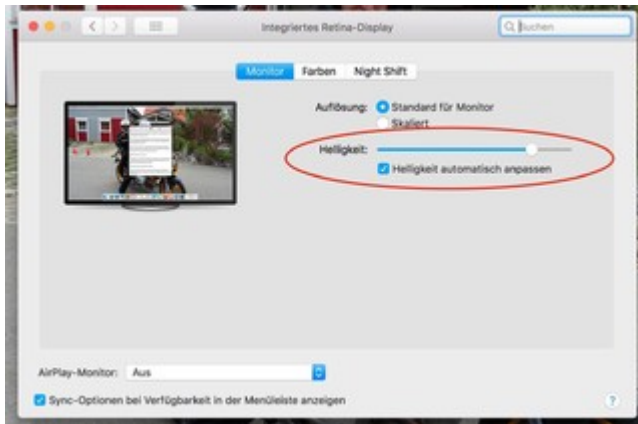 Integriertes Retina-Display
Suchen
Monitor Farben Night Shift
Auflösung: Standard für Monitor
Skaliert
Helligkeit:
Helligkeit automatisch anpassen
AirPlay-Monitor: Aus
Sync-Optionen bei Verfügbarkeit in der Menüleiste anzeigen
?